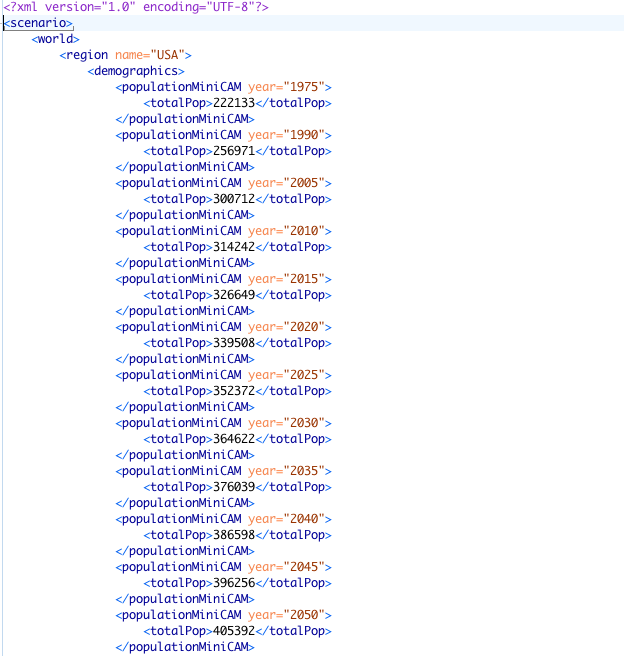 <?xml version="1.0" encoding="UTF-8"?>
<scenario>
<world>
<region name="USA">
<demographics>
<populationMiniCAM year="1975">
<totalPop>222133</totalPop>
</populationMiniCAM>
<populationMiniCAM year="1990">
<totalPop>256971</totalPop>
</populationMiniCAM>
<populationMiniCAM year="2005">
<totalPop>300712</totalPop>
</populationMiniCAM>
<populationMiniCAM year="2010">
<totalPop>314242</totalPop>
</populationMiniCAM>
<populationMiniCAM year="2015">
<totalPop>326649</totalPop>
</populationMiniCAM>
<populationMiniCAM year="2020">
<totalPop>339508</totalPop>
</populationMiniCAM>
<populationMiniCAM year="2025">
<totalPop>352372</totalPop>
</populationMiniCAM>
<populationMiniCAM year="2030">
<totalPop>364622</totalPop>
</populationMiniCAM>
<populationMiniCAM year="2035">
<totalPop>376039</totalPop>
</populationMiniCAM>
<populationMiniCAM year="2040">
<totalPop>386598</totalPop>
</populationMiniCAM>
<populationMiniCAM year="2045">
<totalPop>396256</totalPop>
</populationMiniCAM>
<populationMiniCAM year="2050">
<totalPop>405392</totalPop>
</populationMiniCAM>